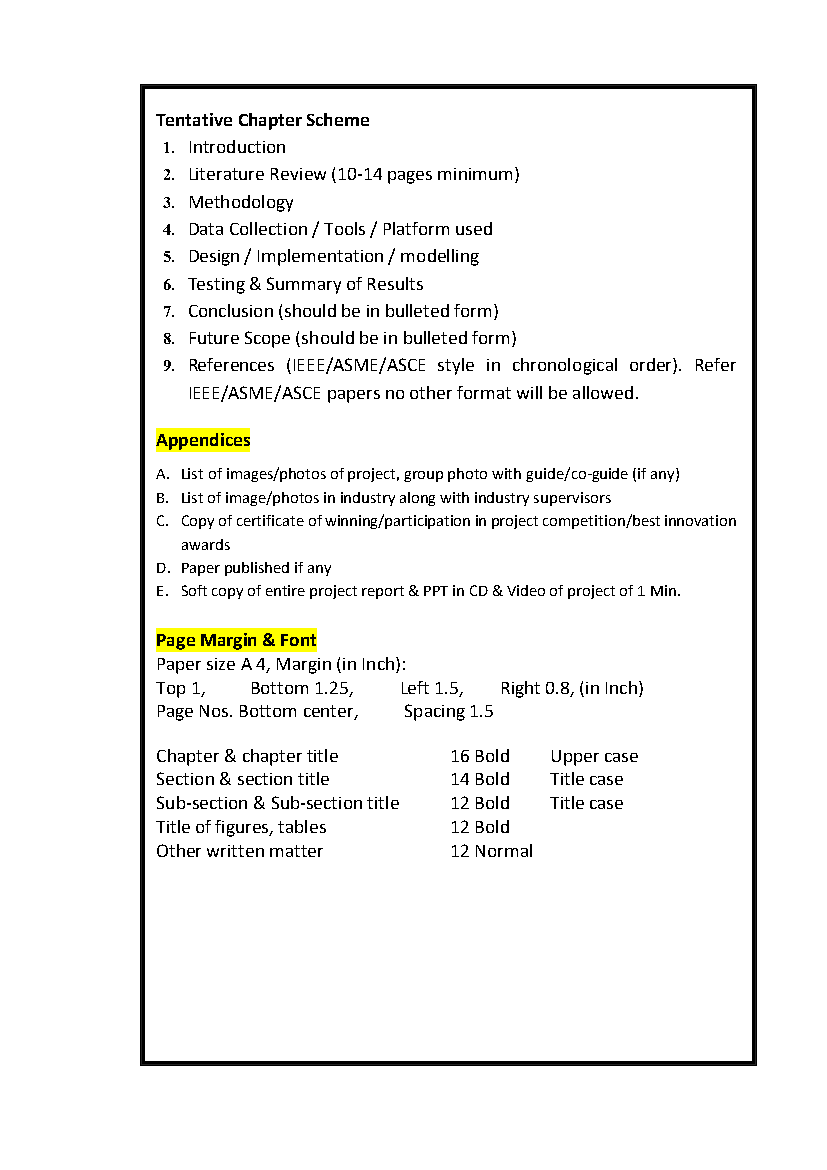 Tentative Chapter Scheme
1. Introduction
2. Literature Review (10-14 pages minimum)
3. Methodology
4. Data Collection / Tools / Platform used
5. Design / Implementation / modelling
6. Testing & Summary of Results
7. Conclusion (should be in bulleted form)
8. Future Scope (should be in bulleted form)
9. References (IEEE/ASME/ASCE style in chronological order). Refer
IEEE/ASME/ASCE papers no other format will be allowed.
Appendices
A. List of images/photos of project, group photo with guide/co-guide (if any)
B. List of image/photos in industry along with industry supervisors
C. Copy of certificate of winning/participation in project competition/best innovation
awards
D. Paper published if any
E. Soft copy of entire project report & PPT in CD & Video of project of 1 Min.
Page Margin & Font
Paper size A 4, Margin (in Inch):
Top 1, Bottom 1.25, Left 1.5, Right 0.8, (in Inch)
Page Nos. Bottom center, Spacing 1.5
Chapter & chapter title 16 Bold Upper case
Section & section title 14 Bold Title case
Sub-section & Sub-section title 12 Bold Title case
Title of figures, tables 12 Bold
Other written matter 12 Normal